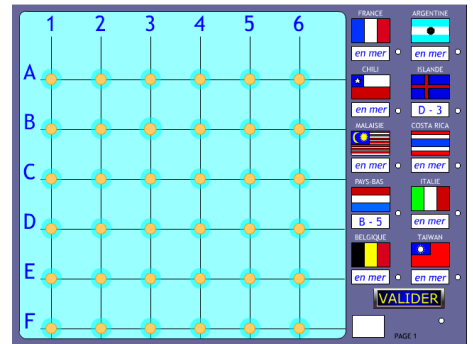 1 2 3 4 5 6
A
B
C
D
E
F
FRANCE ARGENTINE
en mer en mer
CHILI ISLANDE
en mer D - 3
MALAISIE COSTA RICA
en mer en mer
PAYS-BAS ITALIE
B - 5 en mer
BELGIQUE TAIWAN
en mer en mer
VALIDER
PAGE 1